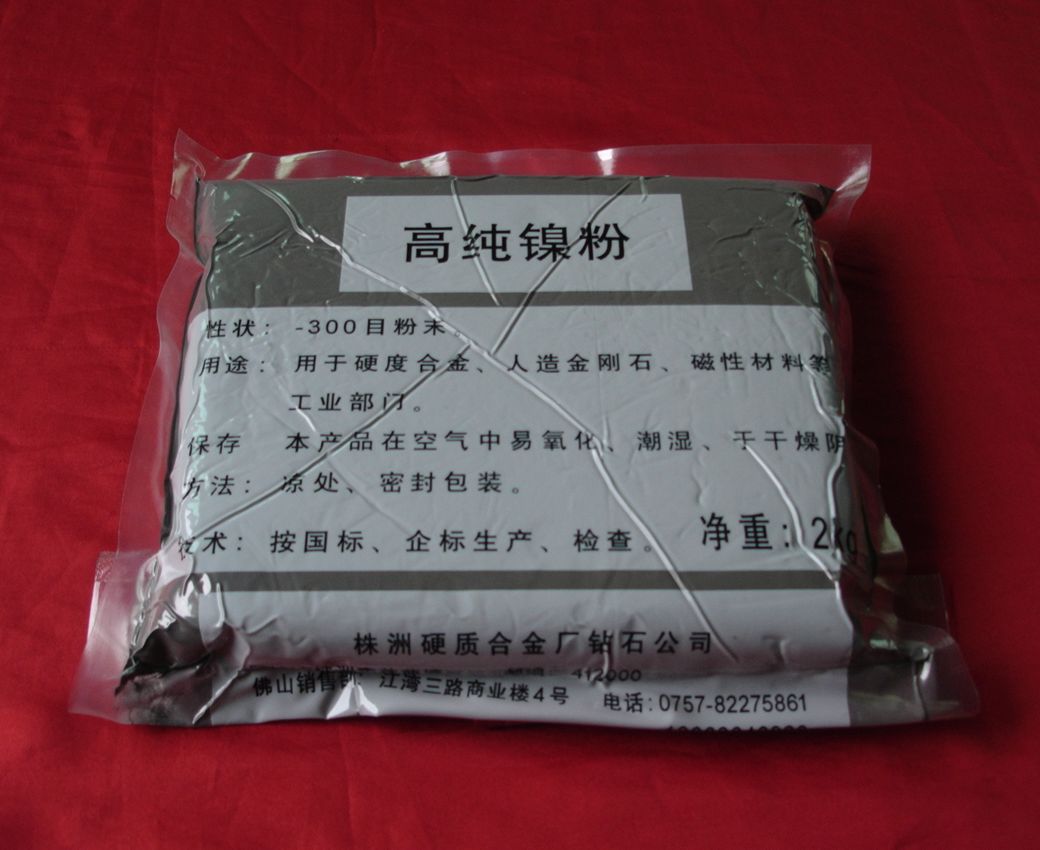 高纯镍粉
性状: -300目粉末。
用途: 用于硬度合金、人造金刚石、磁性材料等
工业部门。
保存 本产品在空气中易氧化、潮湿、于干燥阴
方法: 凉处、密封包装。
技术: 按国标、企标生产、检查。 净重: 2kg
株洲硬质合金厂钻石公司
412000
佛山销售部: 江湾三路商业楼4号 电话:0757-82275861